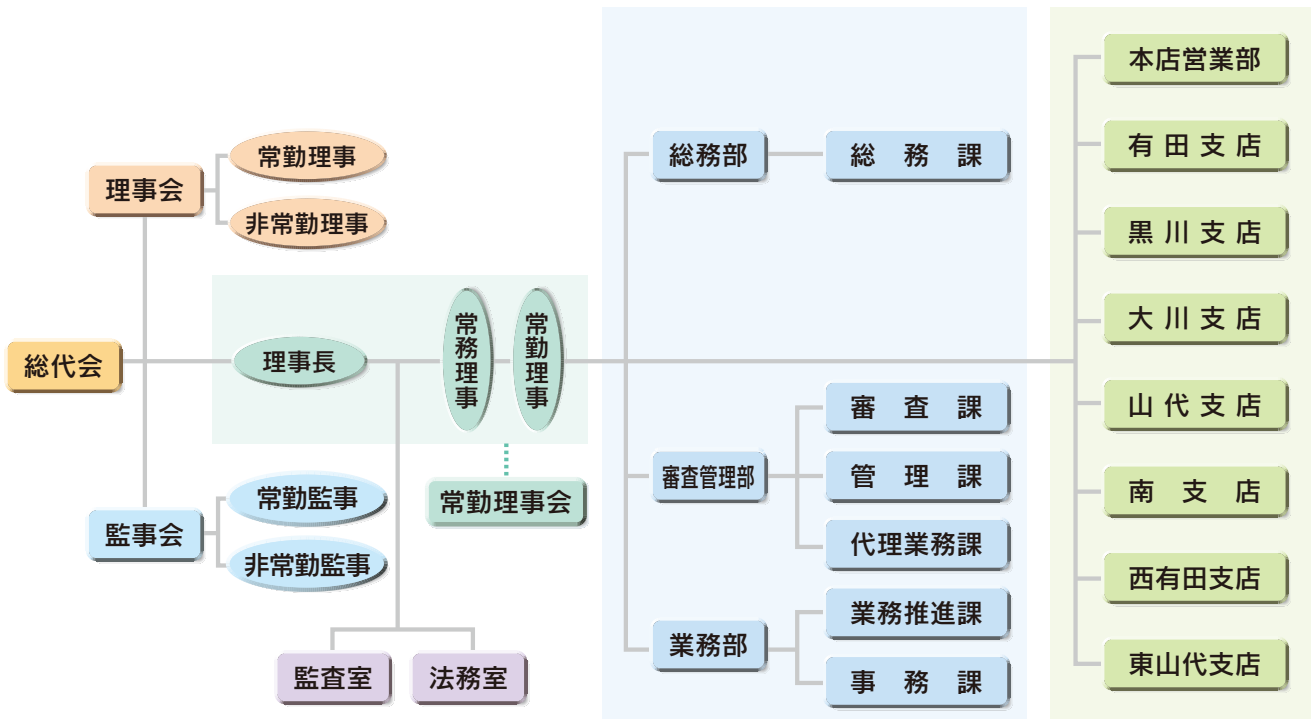 総代会
理事会
常勤理事
非常勤理事
理事長
常務理事
常勤理事
常勤理事会
監事会
常勤監事
非常勤監事
監査室
法務室
総務部
総務課
審査管理部
審査課
管理課
代理業務課
業務部
業務推進課
事務課
本店営業部
有田支店
黒川支店
大川支店
山代支店
南支店
西有田支店
東山代支店